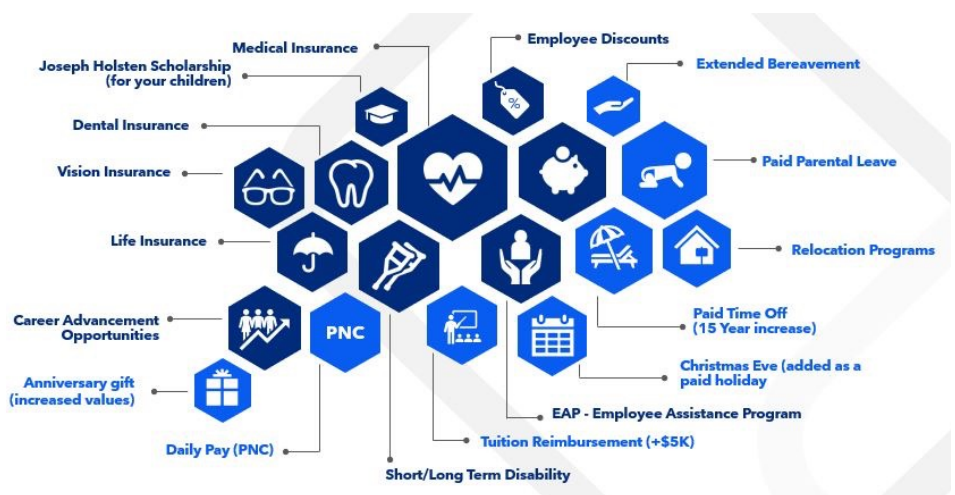 Medical Insurance
Employee Discounts
Joseph Holsten Scholarship
(for your children)
Extended Bereavement
%
Dental Insurance
Paid Parental Leave
Vision Insurance
Life Insurance
Relocation Programs
Career Advancement
Opportunities
PNC
Paid Time Off
(15 Year increase)
Christmas Eve (added as a
paid holiday
Anniversary gift
(increased values)
EAP - Employee Assistance Program
Tuition Reimbursement (+$5K)
Daily Pay (PNC)
Short/Long Term Disability